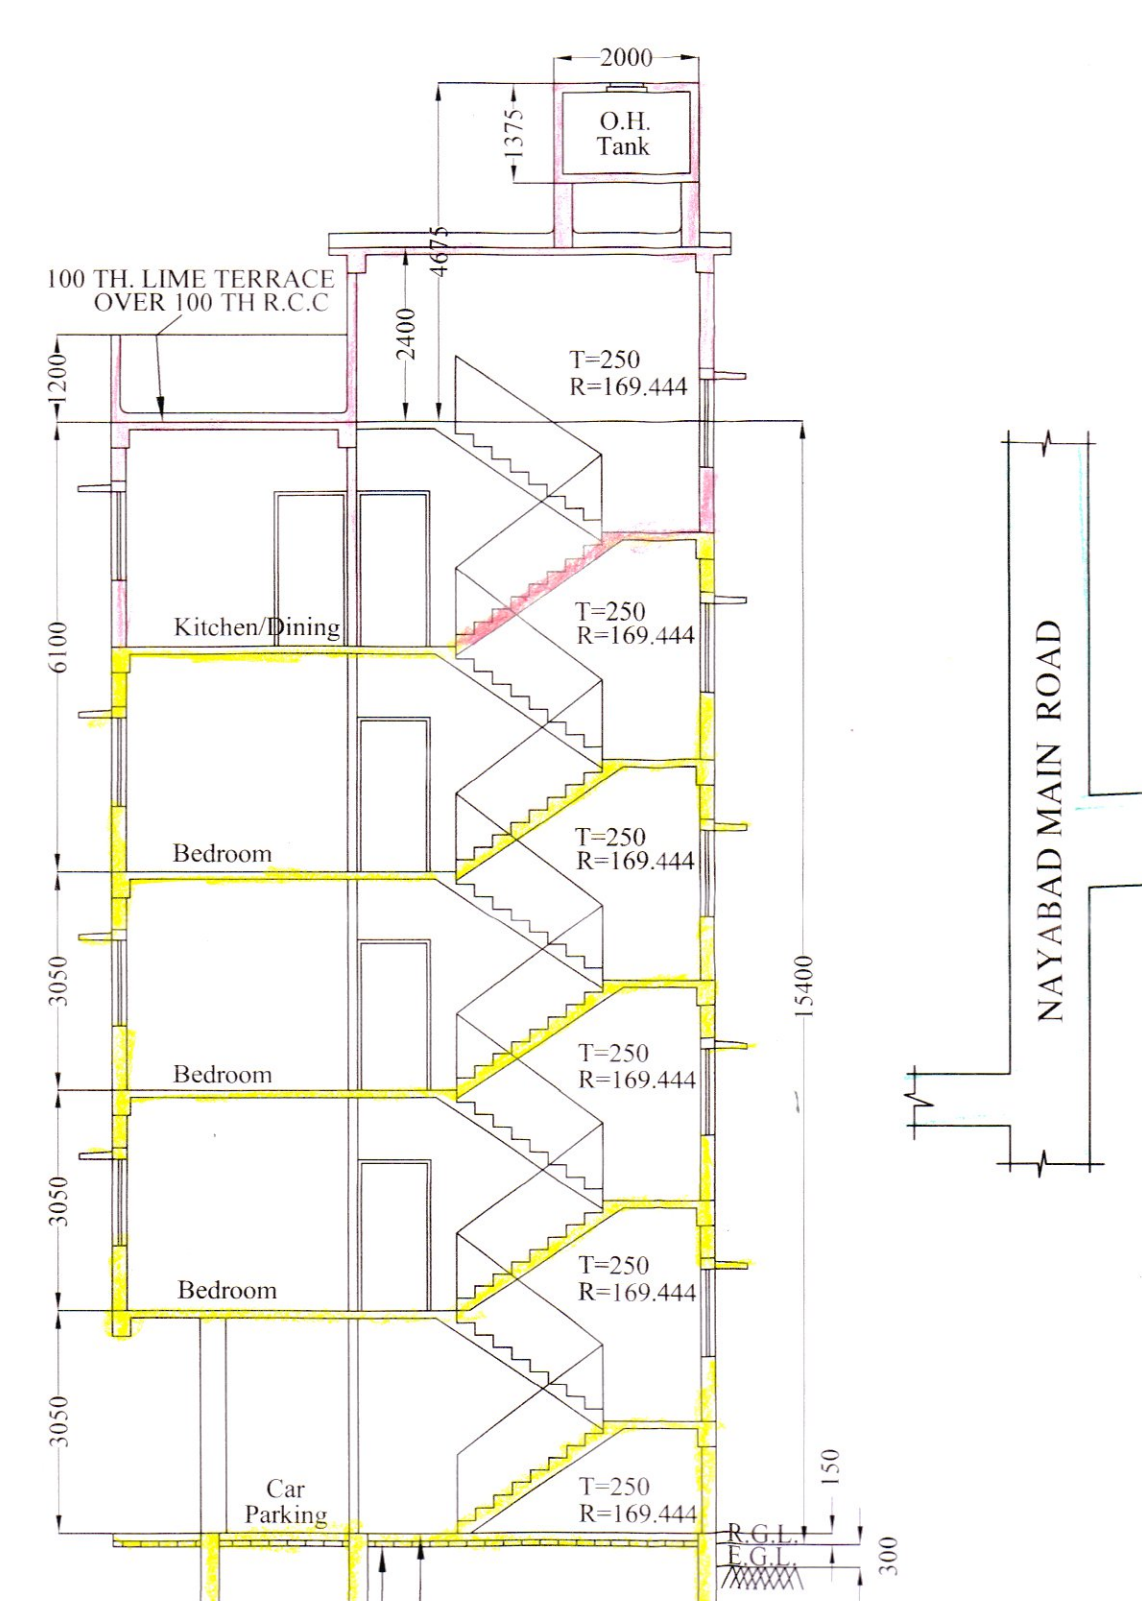 2000
O.H.
Tank
1375
4675
100 TH. LIME TERRACE
OVER 100 TH R.C.C
1200
2400
T=250
R=169.444
Kitchen/Dining
6100
T=250
R=169.444
Bedroom
T=250
R=169.444
3050
15400
Bedroom
T=250
R=169.444
3050
Bedroom
T=250
R=169.444
3050
Car
Parking
T=250
R=169.444
150
R.G.L.
E.G.L.
300
NAYABAD MAIN ROAD